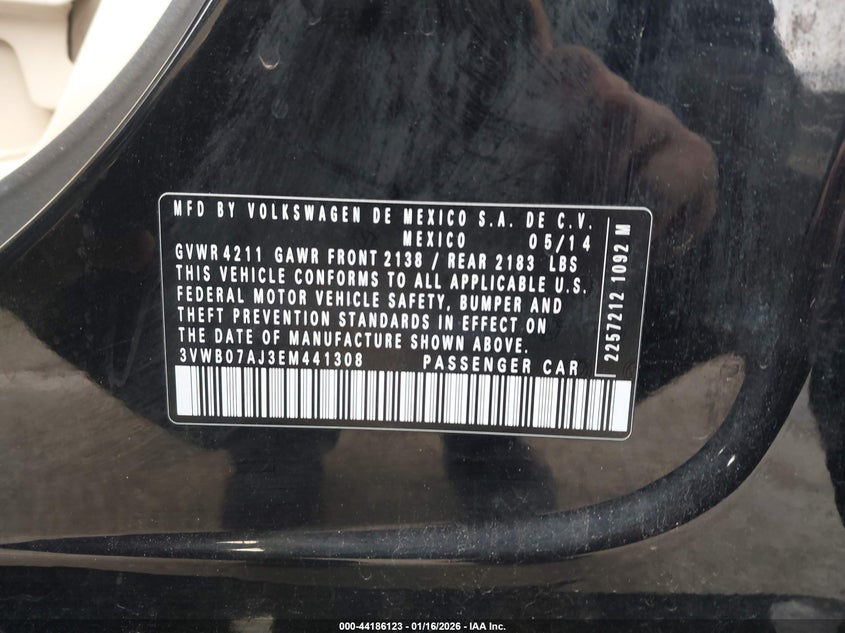 MFD BY VOLKSWAGEN DE MEXICO S.A. DE C.V.
MEXICO 05/14
GVWR 4211 GAWR FRONT 2138 / REAR 2183 LBS
THIS VEHICLE CONFORMS TO ALL APPLICABLE U.S.
FEDERAL MOTOR VEHICLE SAFETY, BUMPER AND
THEFT PREVENTION STANDARDS IN EFFECT ON
THE DATE OF MANUFACTURE SHOWN ABOVE.
3VWB07AJ3EM441308 PASSENGER CAR
2257212 1092 M
000-44186123 - 01/16/2026 - IAA Inc.